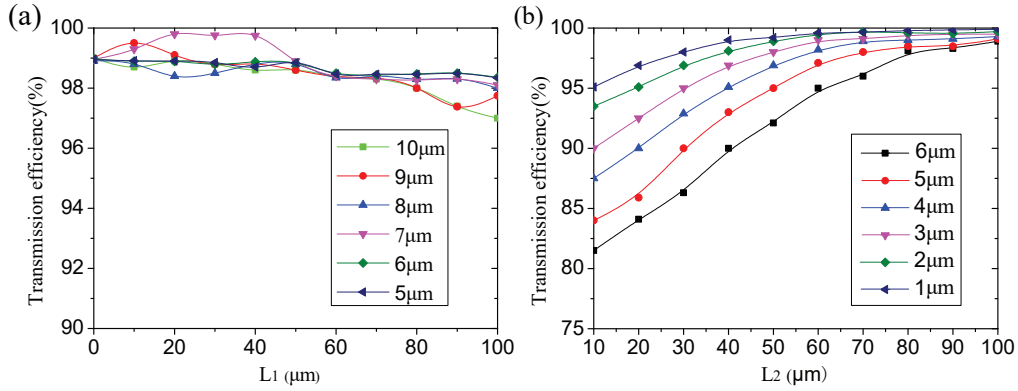 (a)
Transmission efficiency(%)
100
98
96
94
92
90
0 20 40 60 80 100
L1 (μm)
10μm
9μm
8μm
7μm
6μm
5μm
(b)
Transmission efficiency(%)
100
95
90
85
80
75
10 20 30 40 50 60 70 80 90 100
L2 (μm)
6μm
5μm
4μm
3μm
2μm
1μm